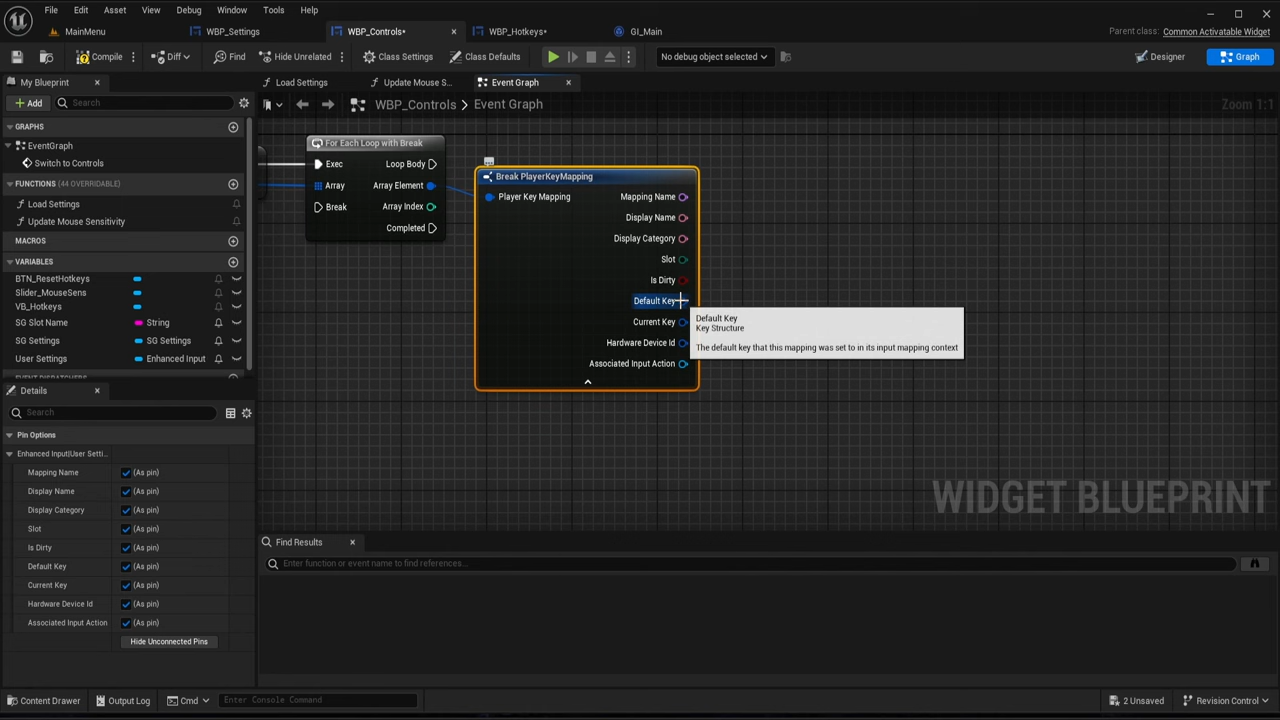 File Edit Asset View Debug Window Tools Help
MainMenu WBP_Settings WBP_Controls* WBP_Hotkeys* GI_Main Parent class: Common Activatable Widget
Compile Diff Find Hide Unrelated Class Settings Class Defaults No debug object selected Designer Graph
My Blueprint Load Settings Update Mouse S... Event Graph
Add Search WBP_Controls > Event Graph Zoom 1:1
GRAPHS
EventGraph
Switch to Controls
FUNCTIONS (44 OVERRIDABLE)
Load Settings
Update Mouse Sensitivity
MACROS
VARIABLES
BTN_ResetHotkeys
Slider_MouseSens
VB_Hotkeys
SG Slot Name String
SG Settings SG Settings
User Settings Enhanced Input
EVENT DISPATCHERS
For Each Loop with Break
Exec Loop Body
Array Array Element
Break Array Index
Completed
Break PlayerKeyMapping
Player Key Mapping Mapping Name
Display Name
Display Category
Slot
Is Dirty
Default Key
Current Key
Hardware Device Id
Associated Input Action
Default Key
Key Structure
The default key that this mapping was set to in its input mapping context
WIDGET BLUEPRINT
Details
Search
Pin Options
Enhanced Input|User Setti...
Mapping Name (As pin)
Display Name (As pin)
Display Category (As pin)
Slot (As pin)
Is Dirty (As pin)
Default Key (As pin)
Current Key (As pin)
Hardware Device Id (As pin)
Associated Input Action (As pin)
Hide Unconnected Pins
Find Results
Enter function or event name to find references...
Content Drawer Output Log Cmd Enter Console Command 2 Unsaved Revision Control